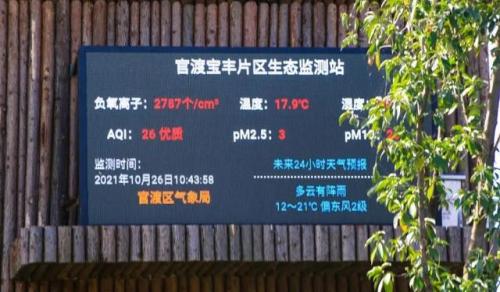 官渡宝丰片区生态监测站
负氧离子：2787个/cm³ 温度：17.9℃
AQI：26 优质 pM2.5：3
监测时间：
2021年10月26日10:43:58
官渡区气象局
未来24小时天气预报
多云有阵雨
12～21℃ 偏东风2级